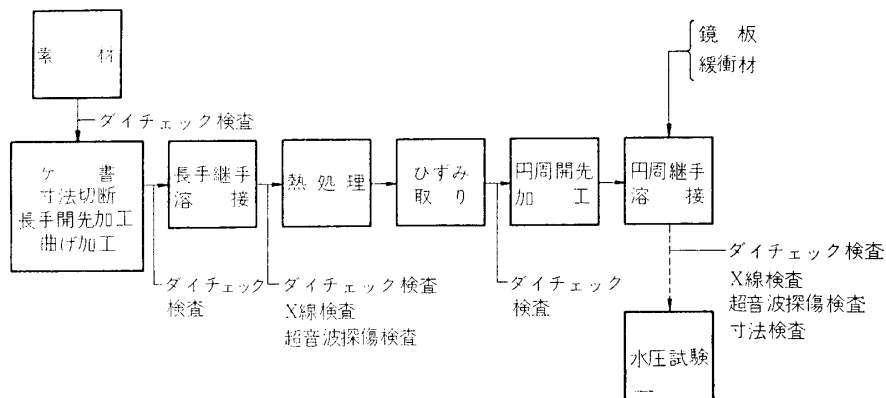 素材
鏡板
緩衝材
ダイチェック検査
ケ書
寸法切断
長手開先加工
曲げ加工
長手継手
溶接
熱処理
ひずみ
取り
円周開先
加工
円周継手
溶接
ダイチェック
検査
ダイチェック検査
X線検査
超音波探傷検査
ダイチェック
検査
ダイチェック検査
X線検査
超音波探傷検査
寸法検査
水圧試験